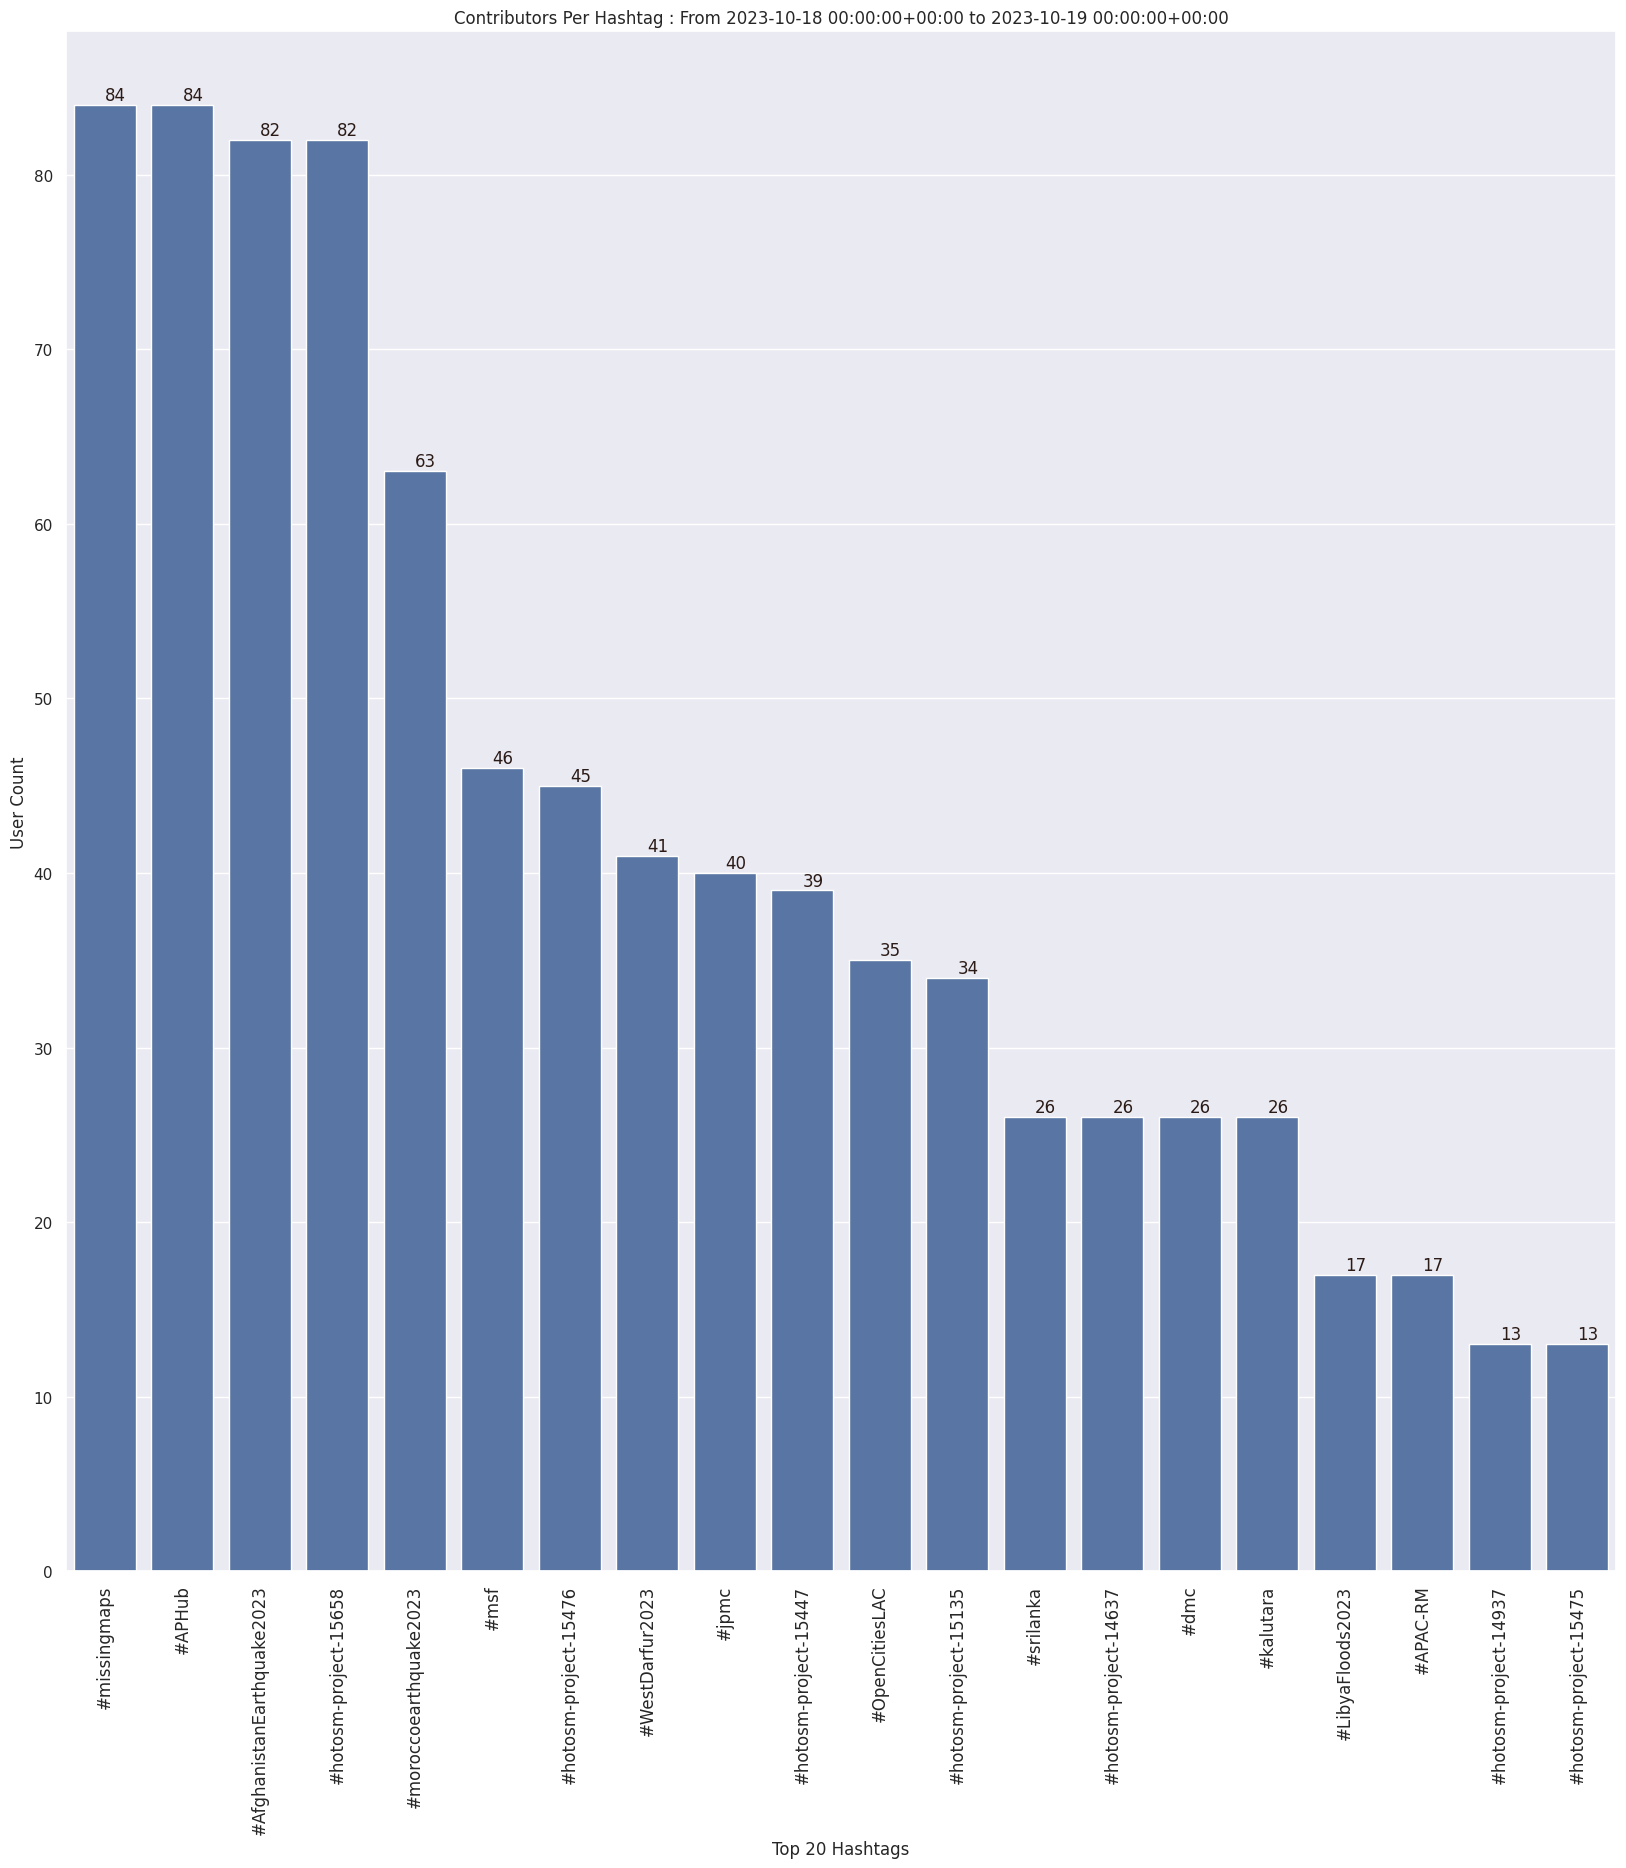 Contributors Per Hashtag : From 2023-10-18 00:00:00+00:00 to 2023-10-19 00:00:00+00:00
User Count
80
70
60
50
40
30
20
10
0
84
84
82
82
63
46
45
41
40
39
35
34
26
26
26
26
17
17
13
13
#missingmaps
#APHub
#AfghanistanEarthquake2023
#hotosm-project-15658
#moroccoearthquake2023
#msf
#hotosm-project-15476
#WestDarfur2023
#jpmc
#hotosm-project-15447
#OpenCitiesLAC
#hotosm-project-15135
#srilanka
#hotosm-project-14637
#dmc
#kalutara
#LibyaFloods2023
#APAC-RM
#hotosm-project-14937
#hotosm-project-15475
Top 20 Hashtags